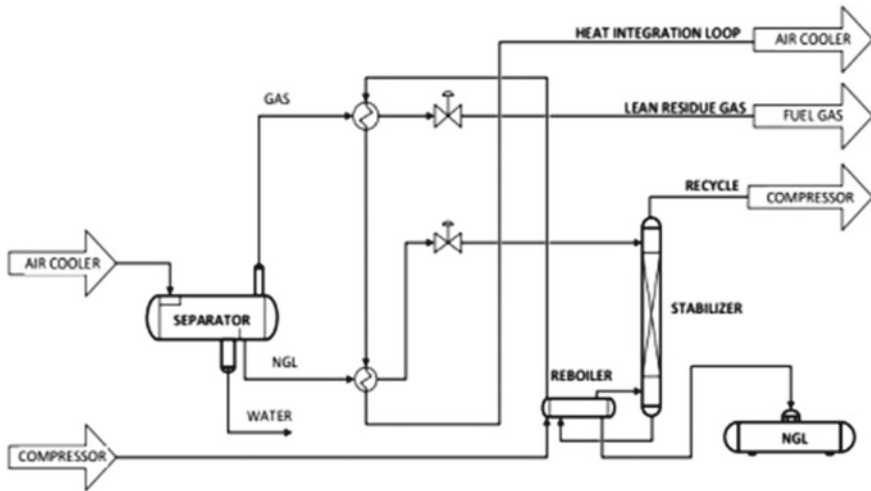 HEAT INTEGRATION LOOP
AIR COOLER
GAS
LEAN RESIDUE GAS
FUEL GAS
RECYCLE
COMPRESSOR
AIR COOLER
SEPARATOR
STABILIZER
NGL
REBOILER
WATER
NGL
COMPRESSOR